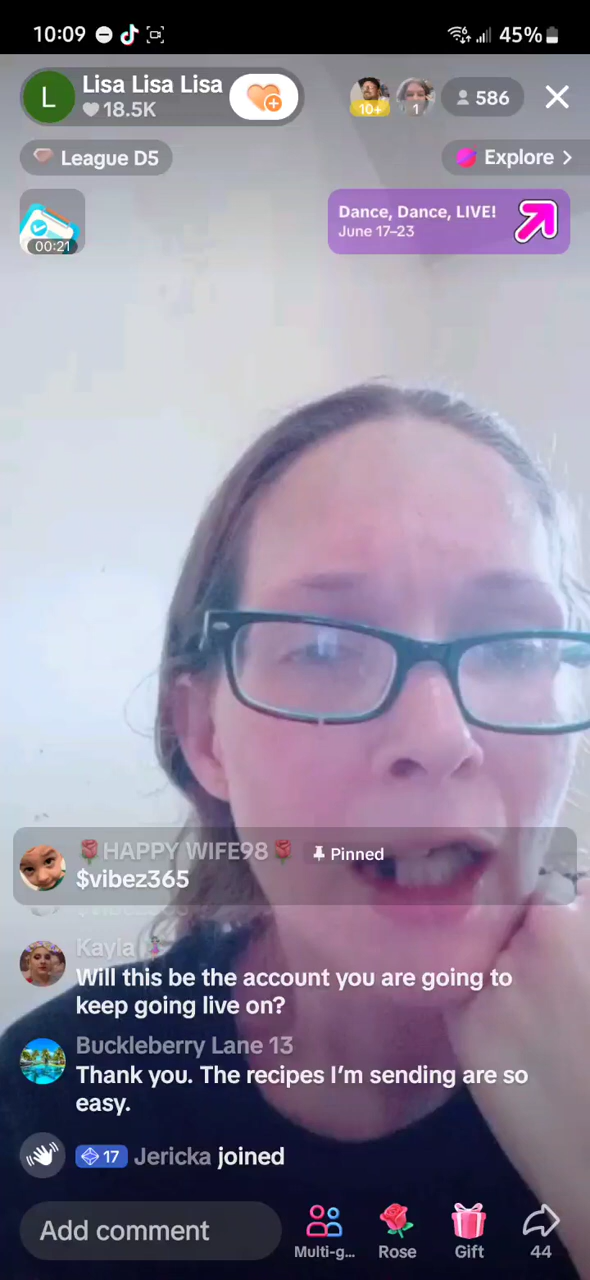 10:09
45%
L
Lisa Lisa Lisa
18.5K
10+
1
586
League D5
Explore
00:21
Dance, Dance, LIVE!
June 17–23
🌹HAPPY WIFE98🌹 Pinned
$vibez365
$vibez365
Kayla
Will this be the account you are going to
keep going live on?
Buckleberry Lane 13
Thank you. The recipes I'm sending are so
easy.
17 Jericka joined
Add comment
Multi-g...
Rose
Gift
44